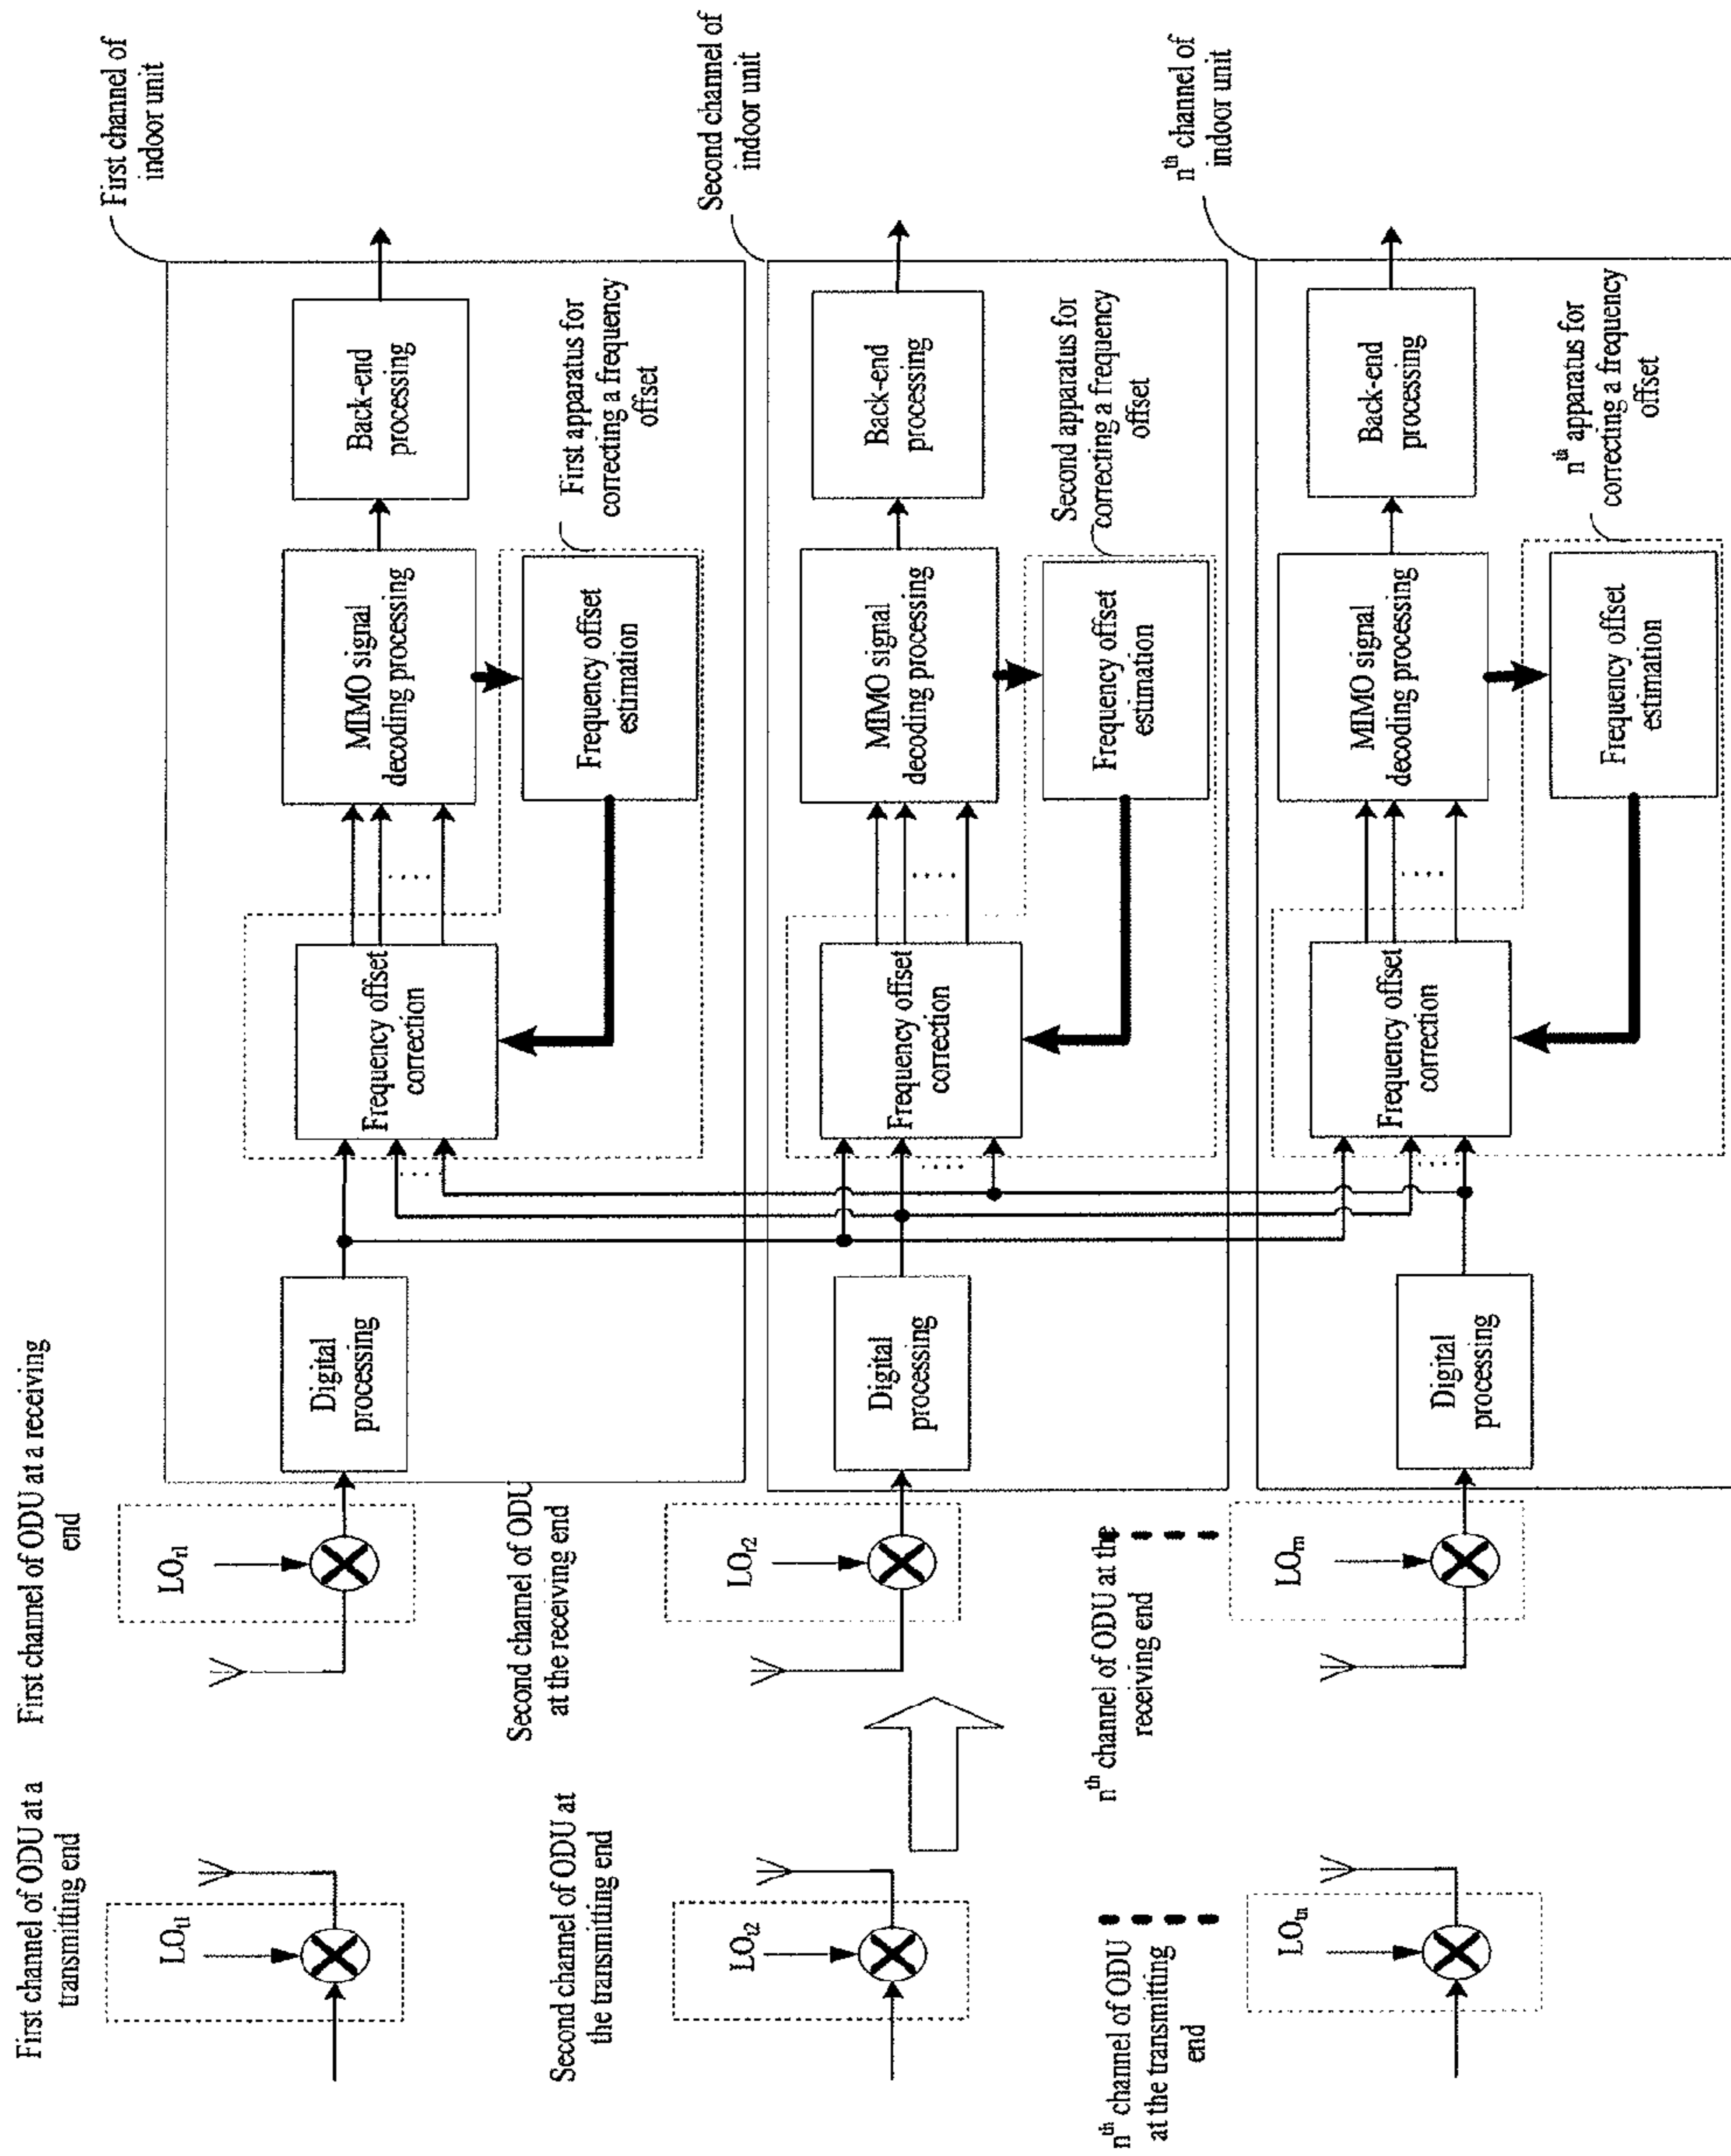 First channel of ODU at a
transmitting end
First channel of ODU at a receiving
end
LO_t1
LO_r1
Digital
processing
Frequency offset
correction
MIMO signal
decoding processing
Back-end
processing
Frequency offset
estimation
First apparatus for
correcting a frequency
offset
First channel of
indoor unit
....
....
Second channel of ODU at
the transmitting end
Second channel of ODU
at the receiving end
LO_t2
LO_r2
Digital
processing
Frequency offset
correction
MIMO signal
decoding processing
Back-end
processing
Frequency offset
estimation
Second apparatus for
correcting a frequency
offset
Second channel of
indoor unit
....
....
n^th channel of ODU
at the transmitting
end
n^th channel of ODU at the
receiving end
LO_tn
LO_rn
Digital
processing
Frequency offset
correction
MIMO signal
decoding processing
Back-end
processing
Frequency offset
estimation
n^th apparatus for
correcting a frequency
offset
n^th channel of
indoor unit
....
....